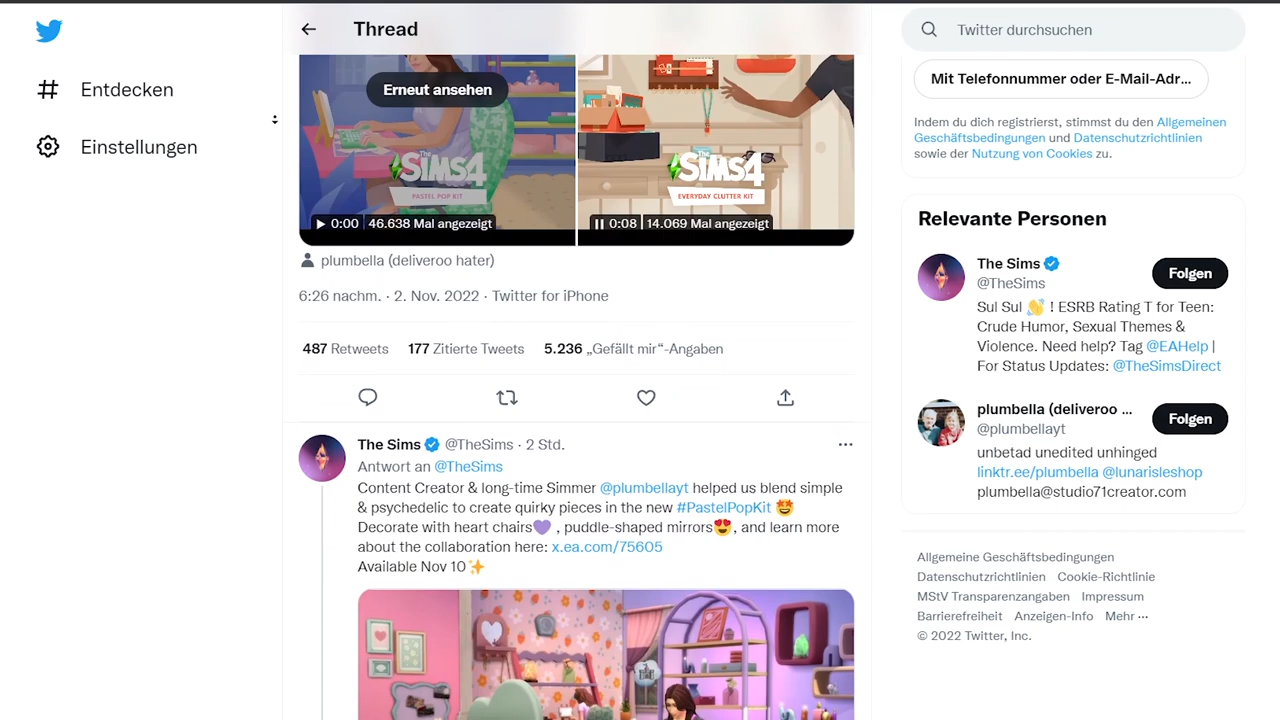 Thread
Twitter durchsuchen
Entdecken
Einstellungen
Erneut ansehen
THE SIMS 4
PASTEL POP KIT
0:00 46.638 Mal angezeigt
THE SIMS 4
EVERYDAY CLUTTER KIT
0:08 14.069 Mal angezeigt
plumbella (deliveroo hater)
6:26 nachm. · 2. Nov. 2022 · Twitter for iPhone
487 Retweets 177 Zitierte Tweets 5.236 „Gefällt mir“-Angaben
The Sims @TheSims · 2 Std.
Antwort an @TheSims
Content Creator & long-time Simmer @plumbellayt helped us blend simple
& psychedelic to create quirky pieces in the new #PastelPopKit 🤩
Decorate with heart chairs💜 , puddle-shaped mirrors😍, and learn more
about the collaboration here: x.ea.com/75605
Available Nov 10✨
Mit Telefonnummer oder E-Mail-Adr...
Indem du dich registrierst, stimmst du den Allgemeinen
Geschäftsbedingungen und Datenschutzrichtlinien
sowie der Nutzung von Cookies zu.
Relevante Personen
The Sims
@TheSims
Folgen
Sul Sul 👋 ! ESRB Rating T for Teen:
Crude Humor, Sexual Themes &
Violence. Need help? Tag @EAHelp |
For Status Updates: @TheSimsDirect
plumbella (deliveroo ...
@plumbellayt
Folgen
unbetad unedited unhinged
linktr.ee/plumbella @lunarisleshop
plumbella@studio71creator.com
Allgemeine Geschäftsbedingungen
Datenschutzrichtlinien Cookie-Richtlinie
MStV Transparenzangaben Impressum
Barrierefreiheit Anzeigen-Info Mehr ···
© 2022 Twitter, Inc.